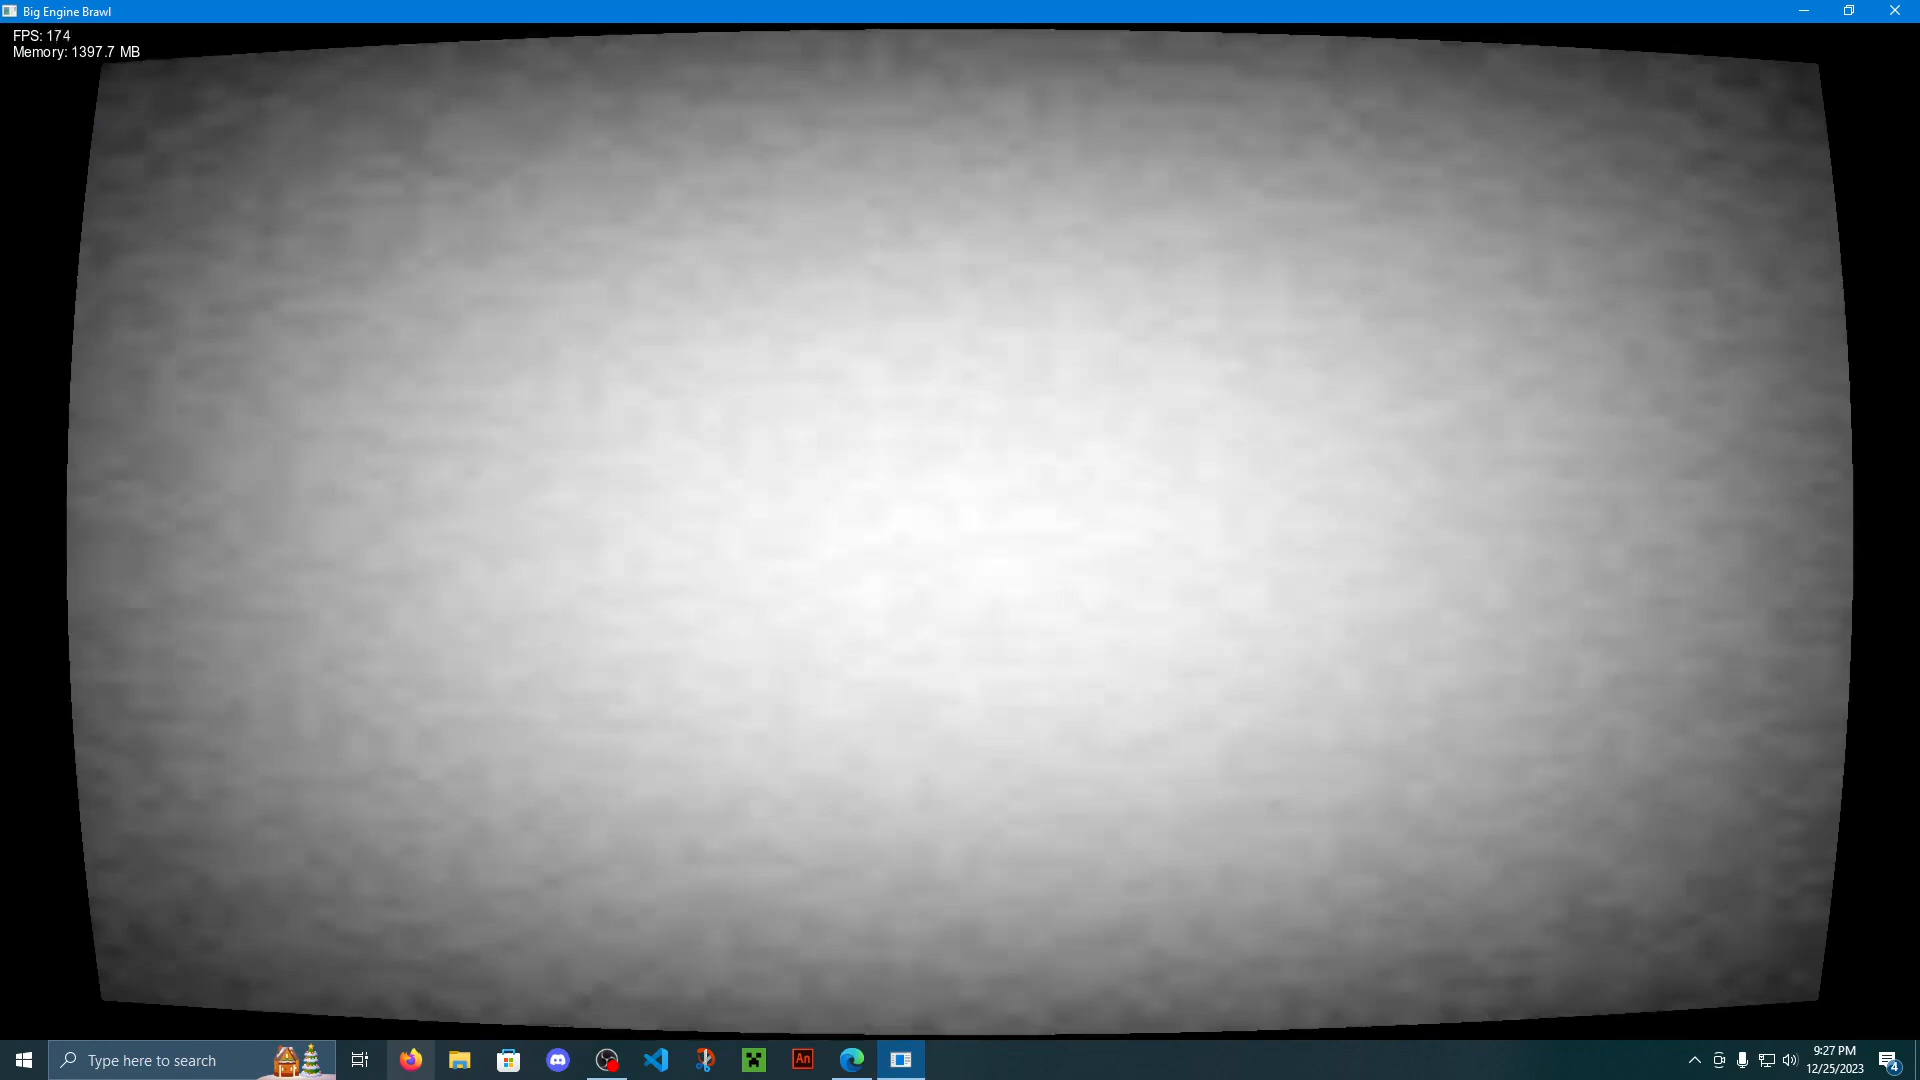 Big Engine Brawl
FPS: 174
Memory: 1397.7 MB
Type here to search
An
9:27 PM
12/25/2023
4